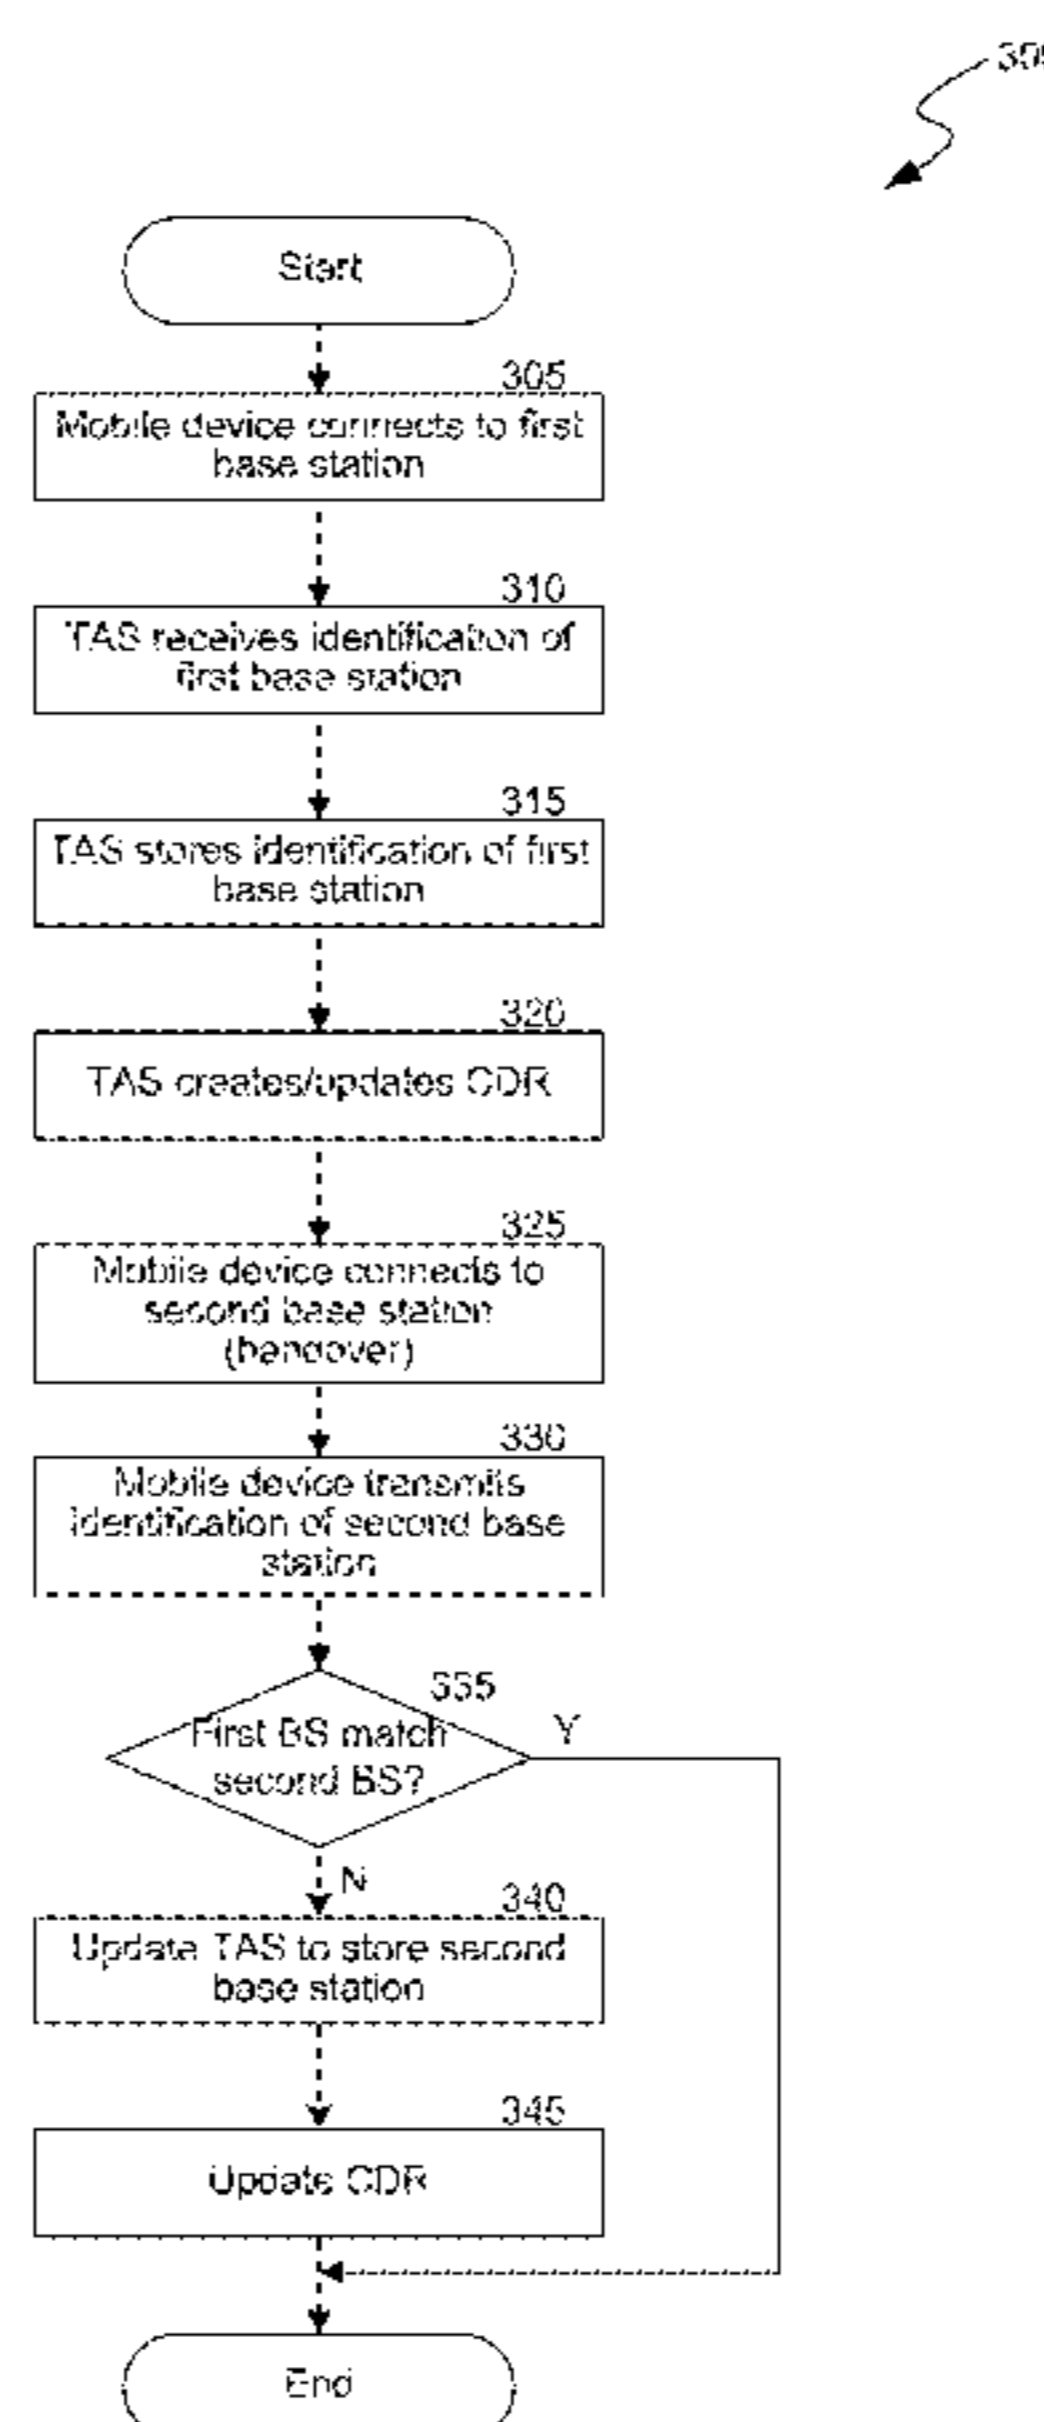 Start
305
Mobile device connects to first
base station
310
TAS receives identification of
first base station
315
TAS stores identification of first
base station
320
TAS creates/updates CDR
325
Mobile device connects to
second base station
(handover)
330
Mobile device transmits
identification of second base
station
335
First BS match
second BS?
Y
N
340
Update TAS to store second
base station
345
Update CDR
End